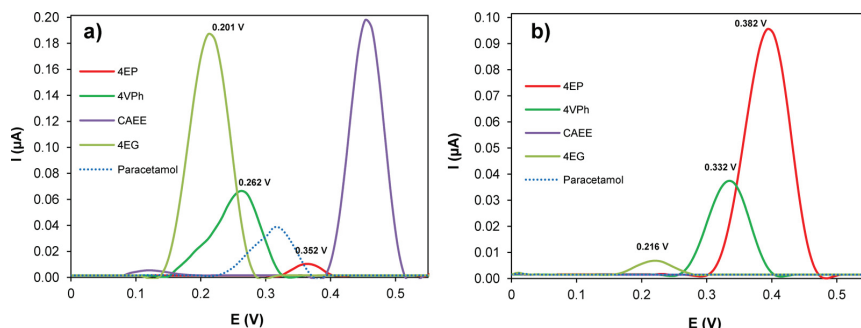 a)
0.20
0.18
0.16
0.14
0.12
0.10
0.08
0.06
0.04
0.02
0.00
I (µA)
0.201 V
4EP
4VPh
CAEE
4EG
Paracetamol
0.262 V
0.352 V
0 0.1 0.2 0.3 0.4 0.5
E (V)
b)
0.10
0.09
0.08
0.07
0.06
0.05
0.04
0.03
0.02
0.01
0.00
I (µA)
0.382 V
4EP
4VPh
CAEE
4EG
Paracetamol
0.332 V
0.216 V
0 0.1 0.2 0.3 0.4 0.5
E (V)